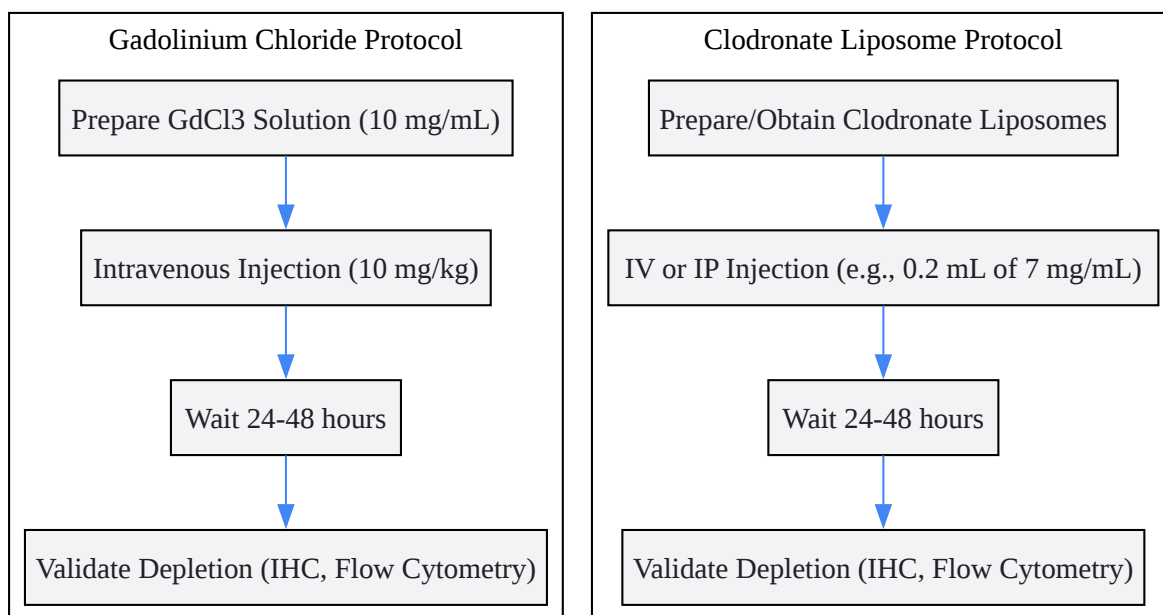 Gadolinium Chloride Protocol
Prepare GdCl3 Solution (10 mg/mL)
Intravenous Injection (10 mg/kg)
Wait 24-48 hours
Validate Depletion (IHC, Flow Cytometry)
Clodronate Liposome Protocol
Prepare/Obtain Clodronate Liposomes
IV or IP Injection (e.g., 0.2 mL of 7 mg/mL)
Wait 24-48 hours
Validate Depletion (IHC, Flow Cytometry)